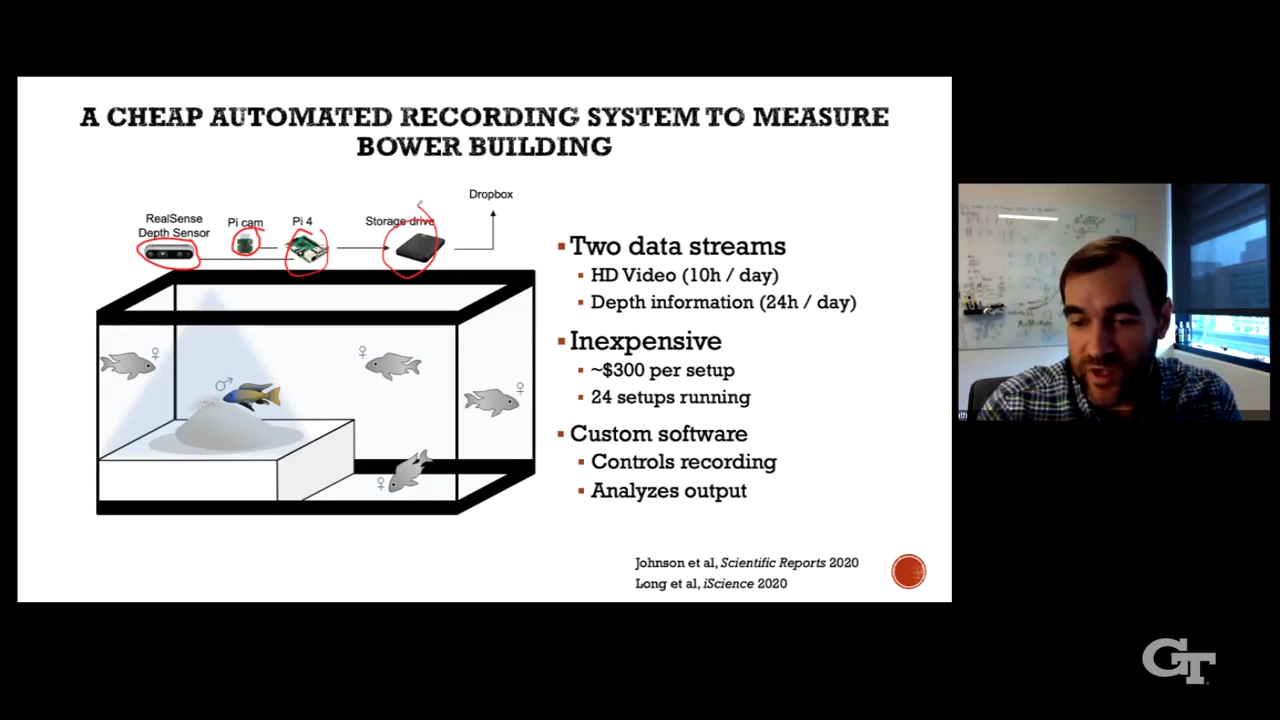 A CHEAP AUTOMATED RECORDING SYSTEM TO MEASURE
BOWER BUILDING
Dropbox
RealSense
Depth Sensor
Pi cam
Pi 4
Storage drive
♀
♀
♂
♀
♀
▪ Two data streams
▪ HD Video (10h / day)
▪ Depth information (24h / day)
▪ Inexpensive
▪ ~$300 per setup
▪ 24 setups running
▪ Custom software
▪ Controls recording
▪ Analyzes output
Johnson et al, Scientific Reports 2020
Long et al, iScience 2020
GT